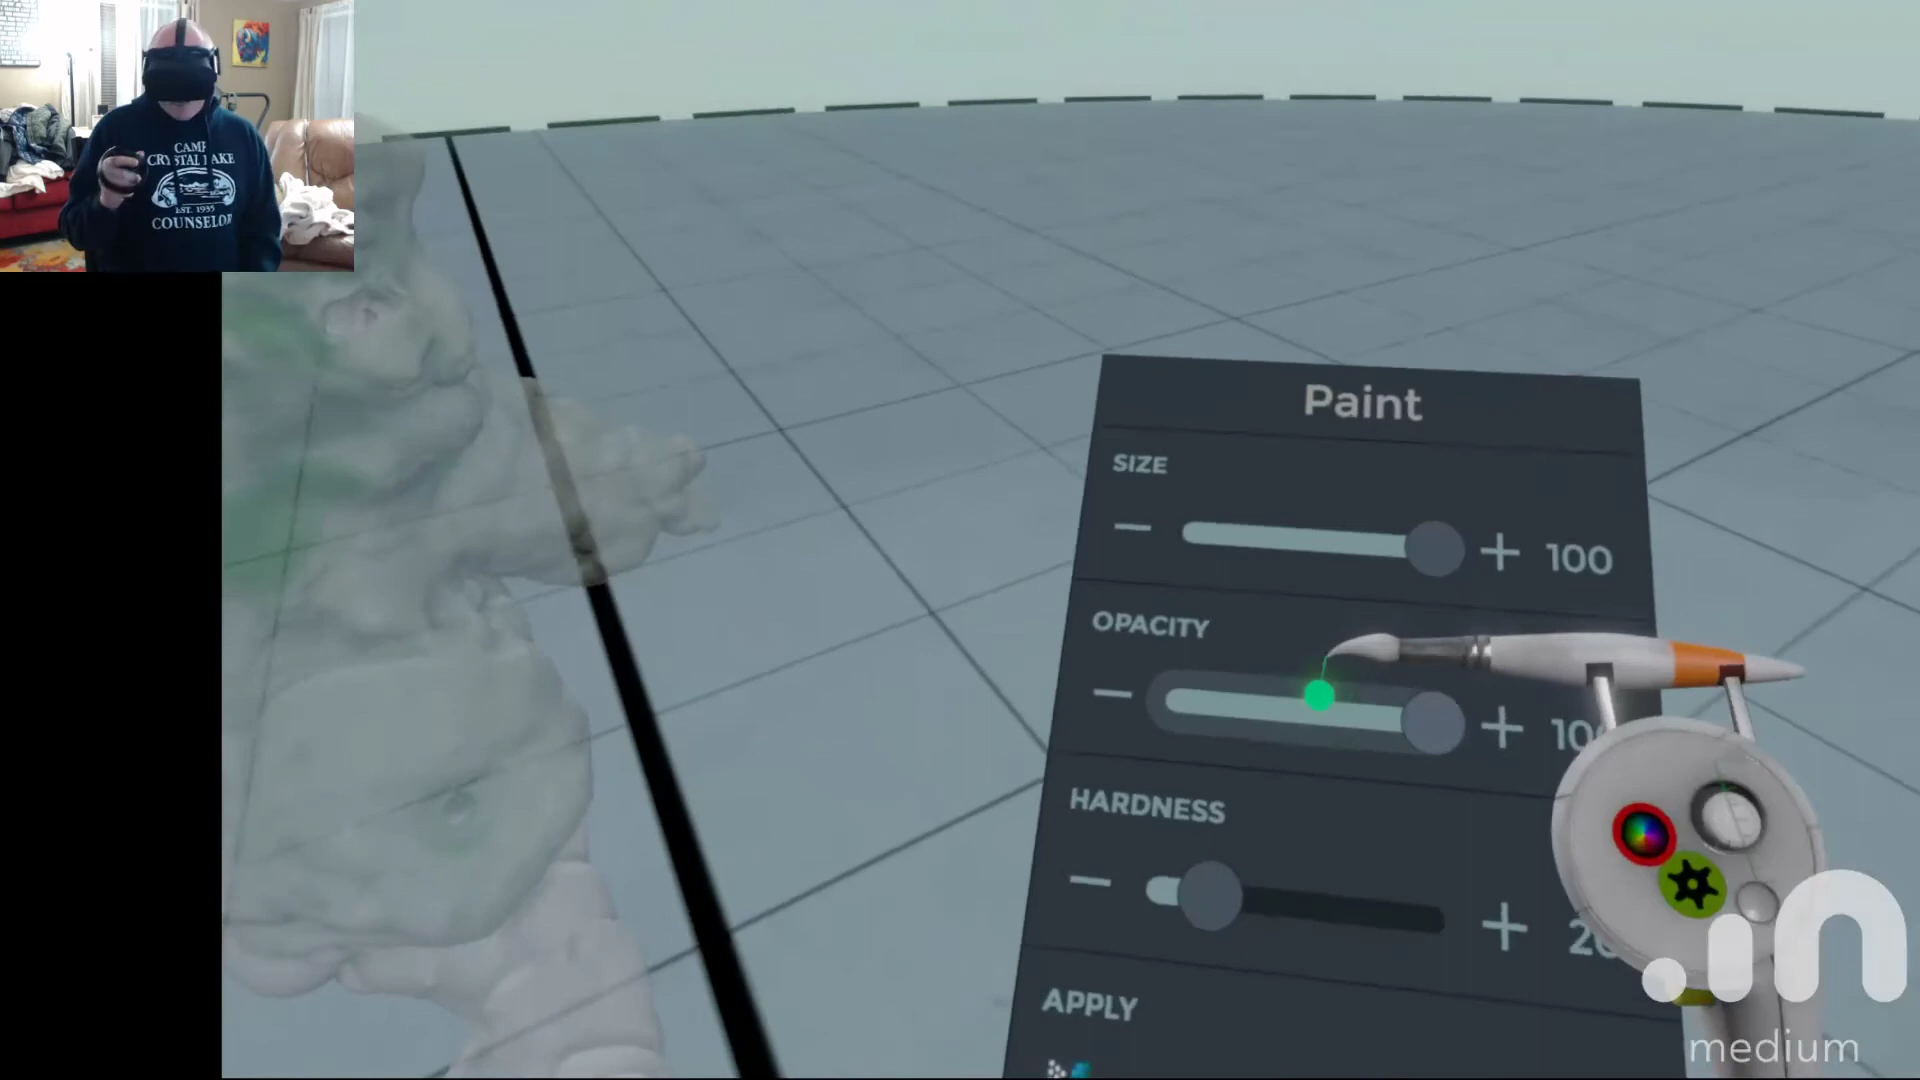 CAMP
CRYSTAL LAKE
EST. 1935
COUNSELOR
Paint
SIZE
100
OPACITY
HARDNESS
APPLY
medium